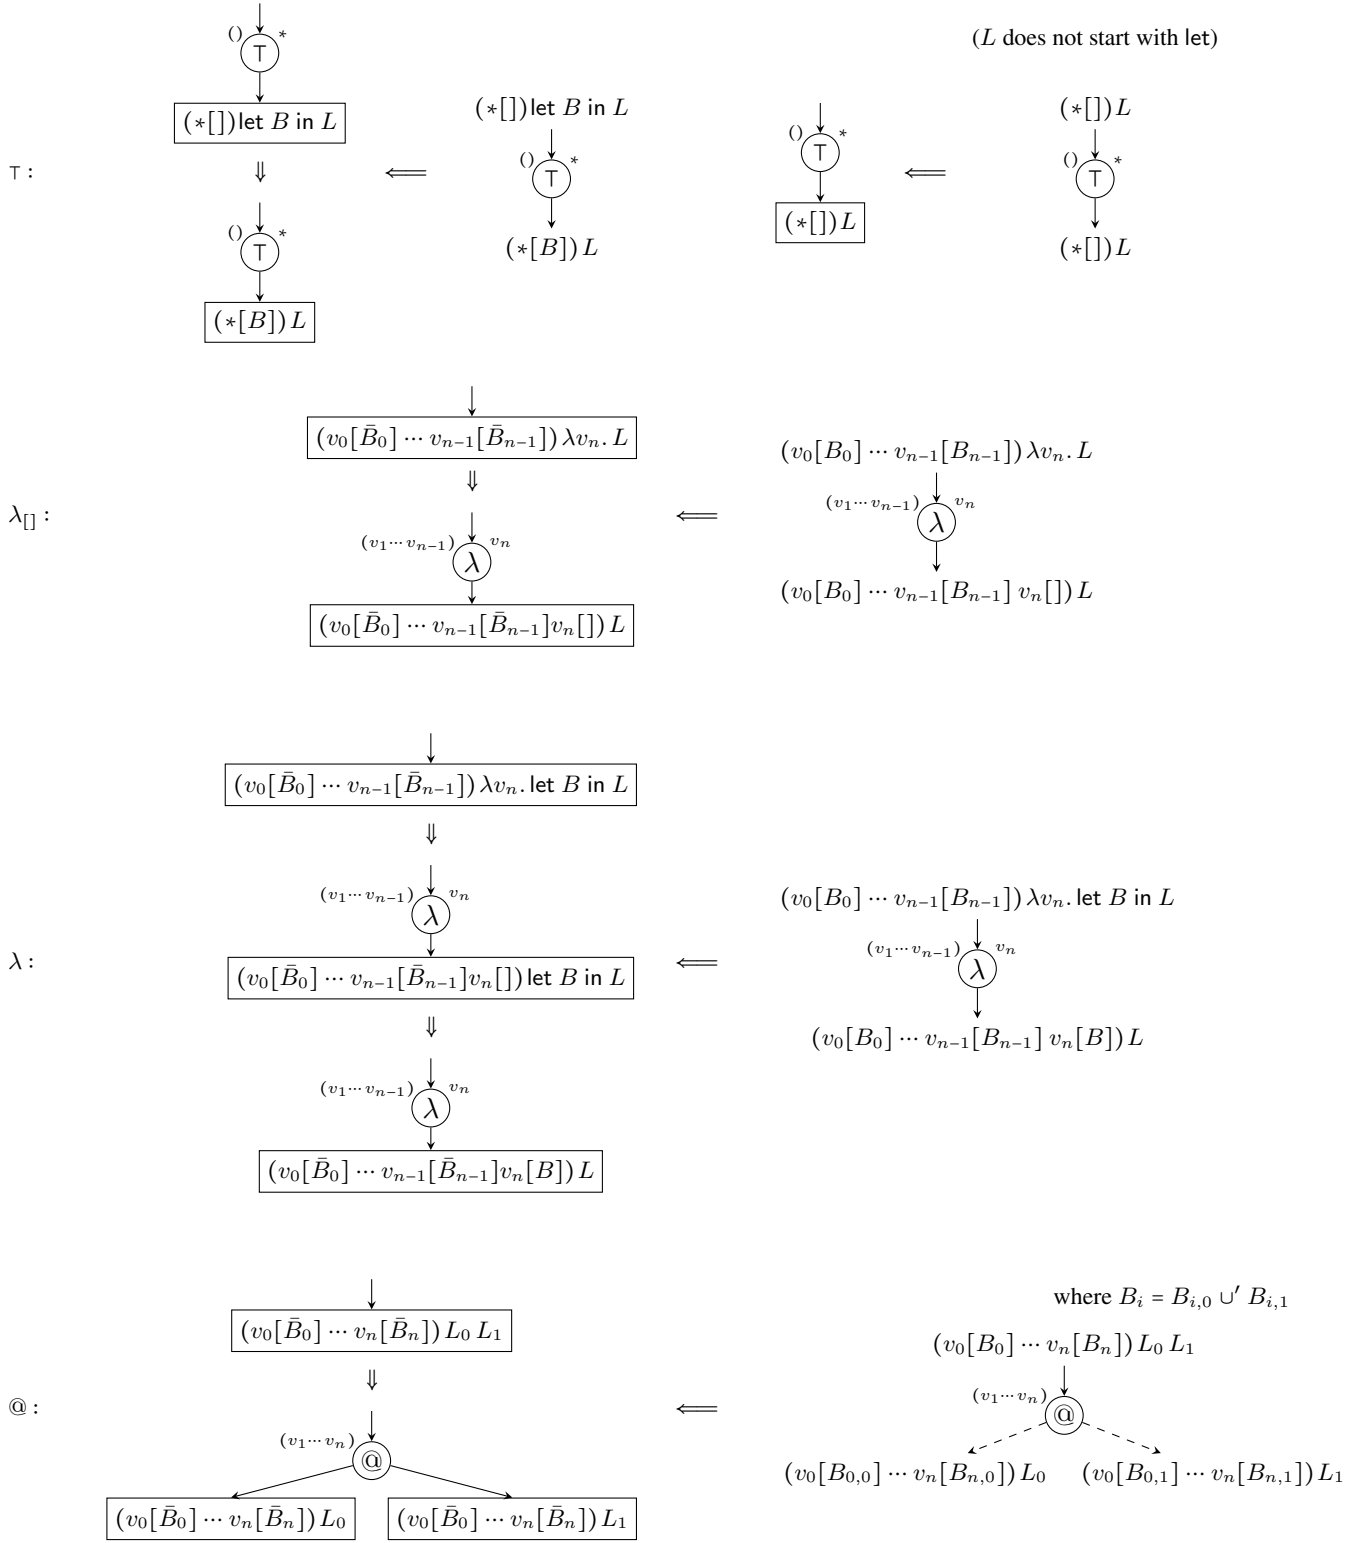 () ⊤ *
(L does not start with let)
(∗[]) let B in L
(∗[]) let B in L
(∗[]) L
() ⊤ *
() ⊤ *
⊤ : ⇓ ⟸ () ⊤ * ⟸ () ⊤ *
(∗[]) L
() ⊤ *
(∗[B]) L
(∗[]) L
(∗[B]) L
(v₀[B̄₀] ··· vₙ₋₁[B̄ₙ₋₁]) λvₙ. L
(v₀[B₀] ··· vₙ₋₁[Bₙ₋₁]) λvₙ. L
⇓
λ[] : ⟸ (v₁··· vₙ₋₁) λ vₙ
(v₁··· vₙ₋₁) λ vₙ
(v₀[B₀] ··· vₙ₋₁[Bₙ₋₁] vₙ[]) L
(v₀[B̄₀] ··· vₙ₋₁[B̄ₙ₋₁]vₙ[]) L
(v₀[B̄₀] ··· vₙ₋₁[B̄ₙ₋₁]) λvₙ. let B in L
⇓
(v₀[B₀] ··· vₙ₋₁[Bₙ₋₁]) λvₙ. let B in L
(v₁··· vₙ₋₁) λ vₙ
λ : (v₀[B̄₀] ··· vₙ₋₁[B̄ₙ₋₁]vₙ[]) let B in L ⟸ (v₁··· vₙ₋₁) λ vₙ
⇓
(v₀[B₀] ··· vₙ₋₁[Bₙ₋₁] vₙ[B]) L
(v₁··· vₙ₋₁) λ vₙ
(v₀[B̄₀] ··· vₙ₋₁[B̄ₙ₋₁]vₙ[B]) L
where Bᵢ = Bᵢ,₀ ∪′ Bᵢ,₁
(v₀[B̄₀] ··· vₙ[B̄ₙ]) L₀ L₁
(v₀[B₀] ··· vₙ[Bₙ]) L₀ L₁
⇓
@ : ⟸ (v₁··· vₙ) @
(v₁··· vₙ) @
(v₀[B₀,₀] ··· vₙ[Bₙ,₀]) L₀ (v₀[B₀,₁] ··· vₙ[Bₙ,₁]) L₁
(v₀[B̄₀] ··· vₙ[B̄ₙ]) L₀ (v₀[B̄₀] ··· vₙ[B̄ₙ]) L₁